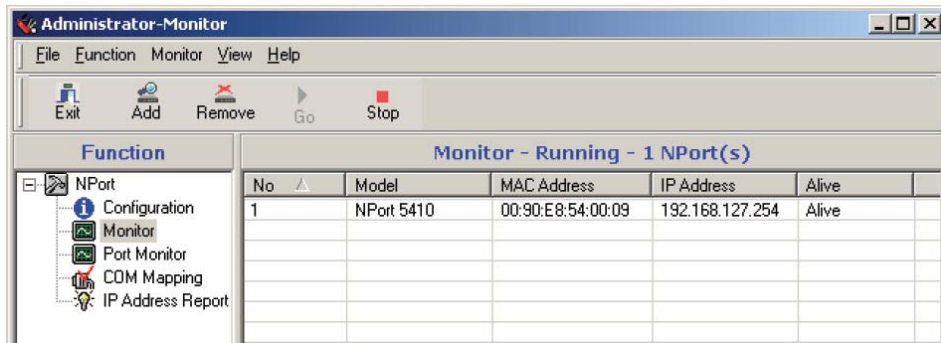 Administrator-Monitor
File Function Monitor View Help
Exit Add Remove Go Stop
Function
Monitor - Running - 1 NPort(s)
NPort
Configuration
Monitor
Port Monitor
COM Mapping
IP Address Report
No Model MAC Address IP Address Alive
1 NPort 5410 00:90:E8:54:00:09 192.168.127.254 Alive